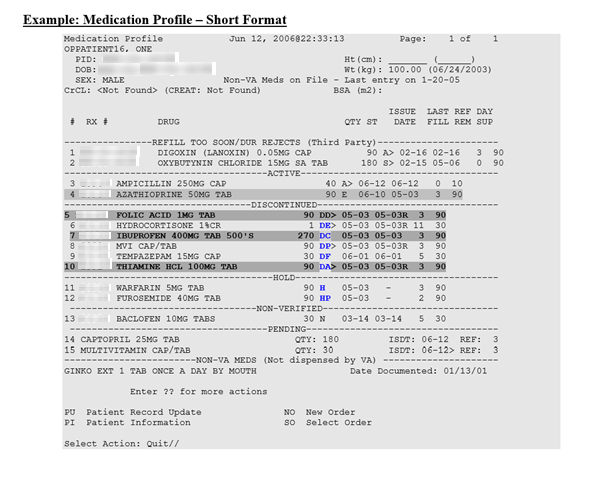 Example: Medication Profile – Short Format
Medication Profile Jun 12, 2006@22:33:13 Page: 1 of 1
OPPATIENT16, ONE
PID: Ht(cm): _______ (______)
DOB: Wt(kg): 100.00 (06/24/2003)
SEX: MALE Non-VA Meds on File - Last entry on 1-20-05
CrCL: <Not Found> (CREAT: Not Found) BSA (m2):
ISSUE LAST REF DAY
# RX # DRUG QTY ST DATE FILL REM SUP
-----------------REFILL TOO SOON/DUR REJECTS (Third Party)-----------------
1 DIGOXIN (LANOXIN) 0.05MG CAP 90 A> 02-16 02-16 3 90
2 OXYBUTYNIN CHLORIDE 15MG SA TAB 180 S> 02-15 05-06 0 90
-----------------ACTIVE-----------------
3 AMPICILLIN 250MG CAP 40 A> 06-12 06-12 0 10
4 AZATHIOPRINE 50MG TAB 90 E 06-10 05-03 3 90
-----------------DISCONTINUED-----------------
5 FOLIC ACID 1MG TAB 90 DD> 05-03 05-03R 3 90
6 HYDROCORTISONE 1%CR 1 DE> 05-03 05-03R 11 30
7 IBUPROFEN 400MG TAB 500'S 270 DC 05-03 05-03 3 90
8 MVI CAP/TAB 90 DP> 05-03 05-03R 3 90
9 TEMPAZEPAM 15MG CAP 30 DF 06-01 06-01 5 30
10 THIAMINE HCL 100MG TAB 90 DA> 05-03 05-03R 3 90
-----------------HOLD-----------------
11 WARFARIN 5MG TAB 90 H 05-03 - 3 90
12 FUROSEMIDE 40MG TAB 90 HP 05-03 - 2 90
-----------------NON-VERIFIED-----------------
13 BACLOFEN 10MG TABS 30 N 03-14 03-14 5 30
-----------------PENDING-----------------
14 CAPTOPRIL 25MG TAB QTY: 180 ISDT: 06-12 REF: 3
15 MULTIVITAMIN CAP/TAB QTY: 30 ISDT: 06-12> REF: 3
-----------------NON-VA MEDS (Not dispensed by VA) -----------------
GINKO EXT 1 TAB ONCE A DAY BY MOUTH Date Documented: 01/13/01
Enter ?? for more actions
PU Patient Record Update NO New Order
PI Patient Information SO Select Order
Select Action: Quit//